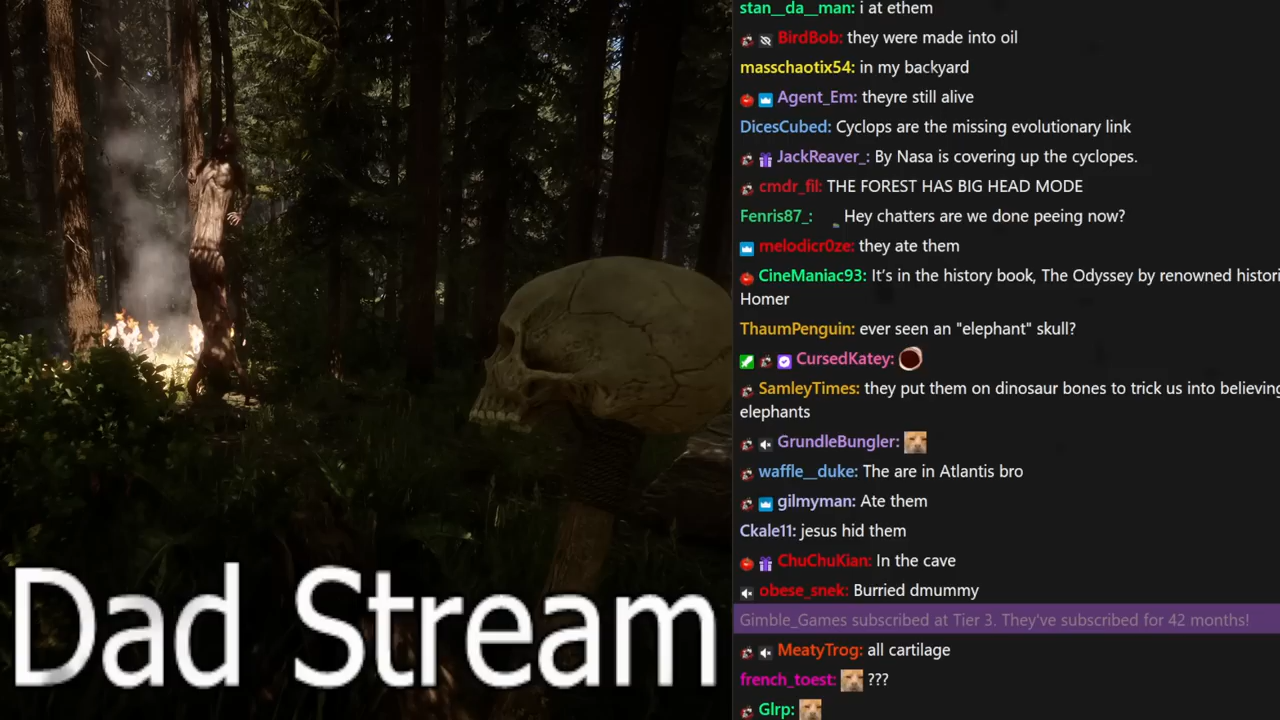 stan__da__man: i at ethem
BirdBob: they were made into oil
masschaotix54: in my backyard
Agent_Em: theyre still alive
DicesCubed: Cyclops are the missing evolutionary link
JackReaver_: By Nasa is covering up the cyclopes.
cmdr_fil: THE FOREST HAS BIG HEAD MODE
Fenris87_: Hey chatters are we done peeing now?
melodicr0ze: they ate them
CineManiac93: It's in the history book, The Odyssey by renowned histori
Homer
ThaumPenguin: ever seen an "elephant" skull?
CursedKatey:
SamleyTimes: they put them on dinosaur bones to trick us into believing
elephants
GrundleBungler:
waffle__duke: The are in Atlantis bro
gilmyman: Ate them
Ckale11: jesus hid them
ChuChuKian: In the cave
obese_snek: Burried dmummy
Gimble_Games subscribed at Tier 3. They've subscribed for 42 months!
MeatyTrog: all cartilage
french_toest: ???
Glrp:
Dad Stream